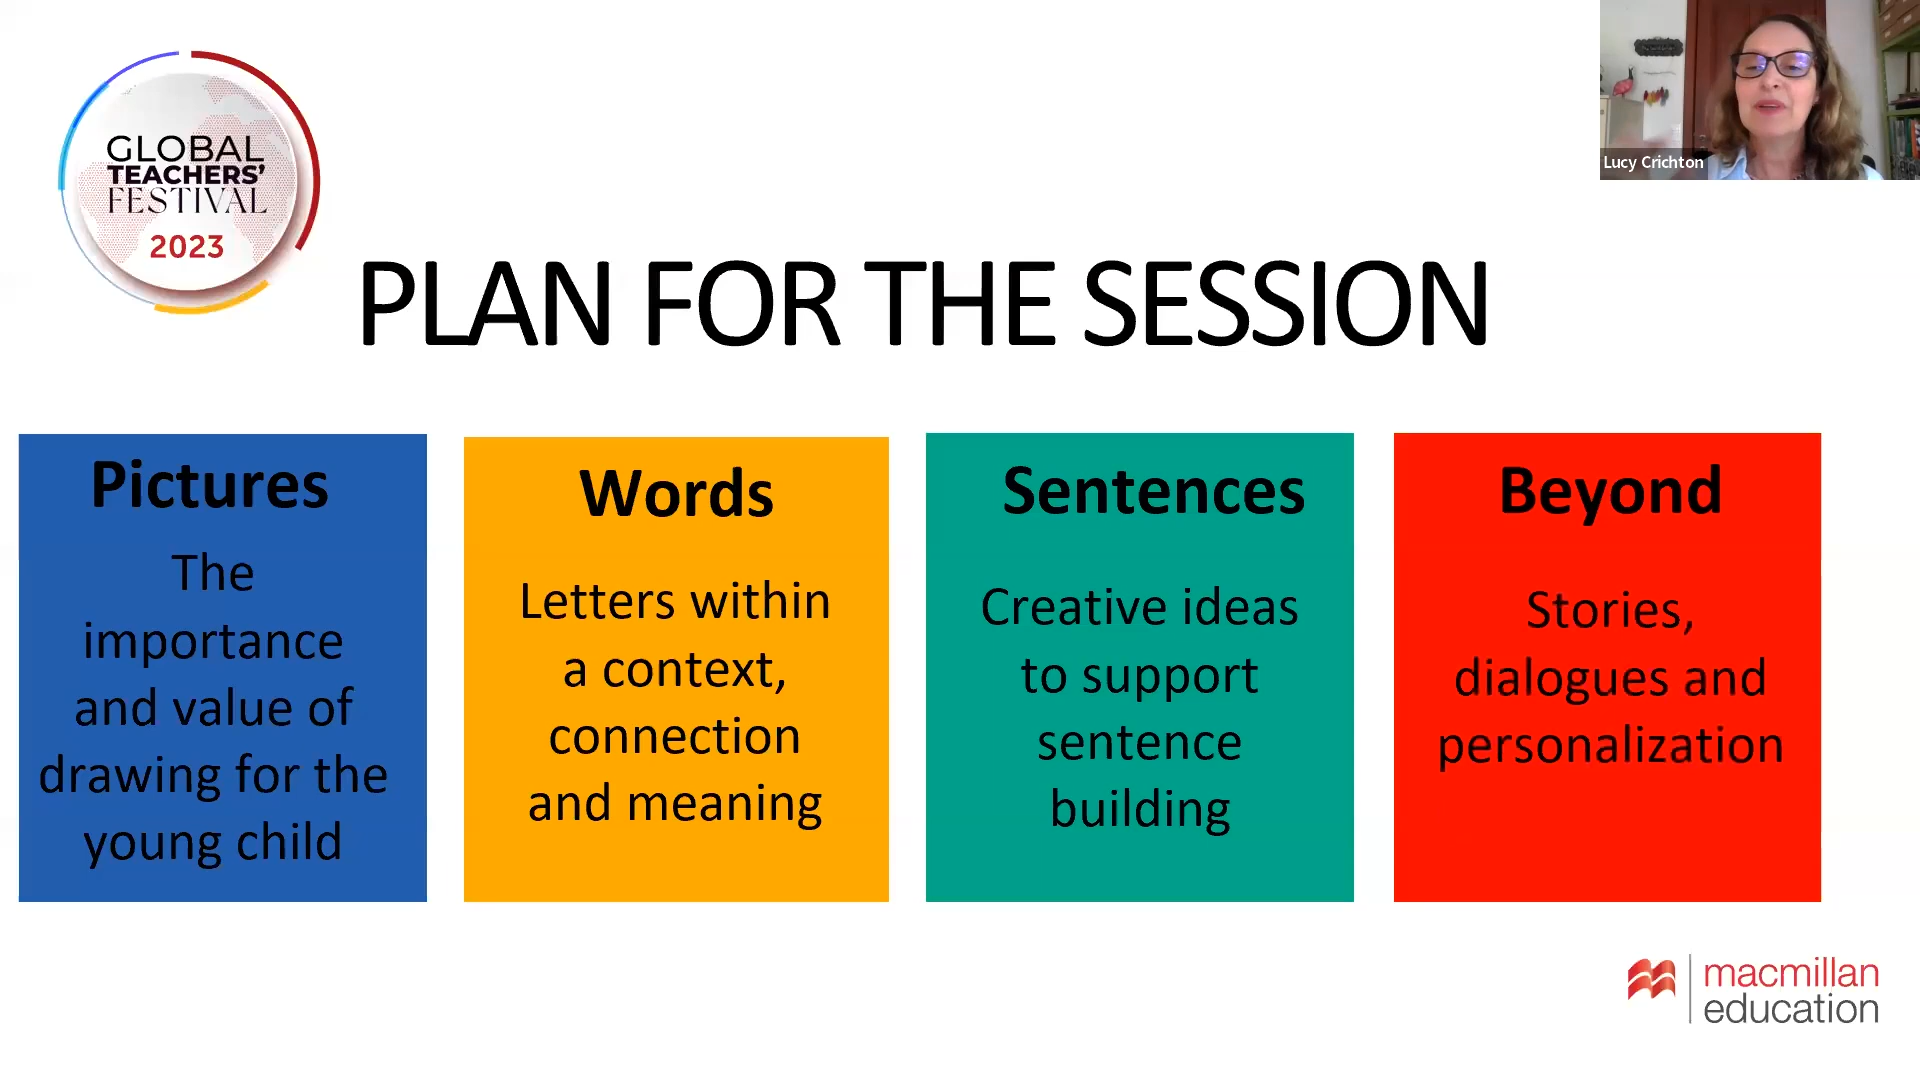 GLOBAL
TEACHERS'
FESTIVAL
2023
Lucy Crichton
PLAN FOR THE SESSION
Pictures
The
importance
and value of
drawing for the
young child
Words
Letters within
a context,
connection
and meaning
Sentences
Creative ideas
to support
sentence
building
Beyond
Stories,
dialogues and
personalization
macmillan
education